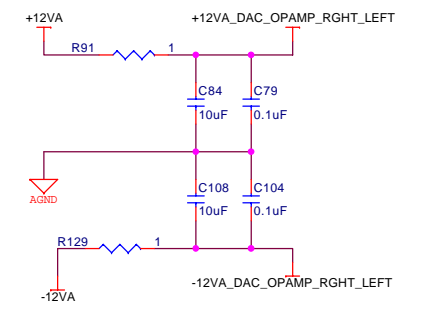 +12VA +12VA_DAC_OPAMP_RGHT_LEFT
R91 1
C84 C79
10uF 0.1uF
AGND
C108 C104
10uF 0.1uF
R129 1
-12VA_DAC_OPAMP_RGHT_LEFT
-12VA